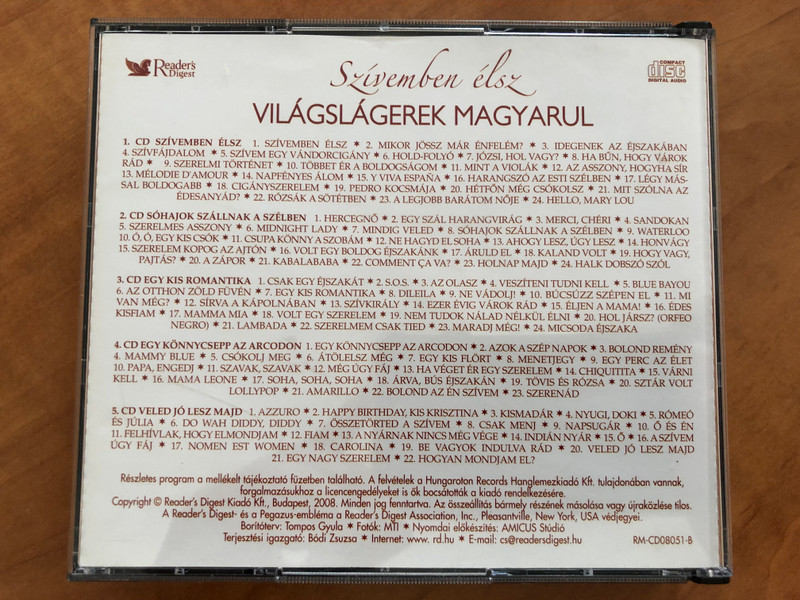 Reader's Digest
Szívemben élsz
COMPACT disc DIGITAL AUDIO
VILÁGSLÁGEREK MAGYARUL
1. CD SZÍVEMBEN ÉLSZ 1. SZÍVEMBEN ÉLSZ ✶ 2. MIKOR JÖSSZ MÁR ÉNFELÉM? ✶ 3. IDEGENEK AZ ÉJSZAKÁBAN
4. SZÍVFÁJDALOM ✶ 5. SZÍVEM EGY VÁNDORCIGÁNY ✶ 6. HOLD-FOLYÓ ✶ 7. JÓZSI, HOL VAGY? ✶ 8. HA BŰN, HOGY VÁROK
RÁD ✶ 9. SZERELMI TÖRTÉNET ✶ 10. TÖBBET ÉR A BOLDOGSÁGOM ✶ 11. MINT A VIOLÁK ✶ 12. AZ ASSZONY, HOGYHA SÍR
13. MÉLODIE D'AMOUR ✶ 14. NAPFÉNYES ÁLOM ✶ 15. Y VIVA ESPAÑA ✶ 16. HARANGSZÓ AZ ESTI SZÉLBEN ✶ 17. LÉGY MÁS-
SAL BOLDOGABB ✶ 18. CIGÁNYSZERELEM ✶ 19. PEDRO KOCSMÁJA ✶ 20. HÉTFŐN MÉG CSÓKOLSZ ✶ 21. MIT SZÓLNA AZ
ÉDESANYÁD? ✶ 22. RÓZSÁK A SÖTÉTBEN ✶ 23. A LEGJOBB BARÁTOM NŐJE ✶ 24. HELLO, MARY LOU
2. CD SÓHAJOK SZÁLLNAK A SZÉLBEN 1. HERCEGNŐ ✶ 2. EGY SZÁL HARANGVIRÁG ✶ 3. MERCI, CHÉRI ✶ 4. SANDOKAN
5. SZERELMES ASSZONY ✶ 6. MIDNIGHT LADY ✶ 7. MINDIG VELED ✶ 8. SÓHAJOK SZÁLLNAK A SZÉLBEN ✶ 9. WATERLOO
10. Ó, Ó, EGY KIS CSÓK ✶ 11. CSUPA KÖNNY A SZOBÁM ✶ 12. NE HAGYD EL SOHA ✶ 13. AHOGY LESZ, ÚGY LESZ ✶ 14. HONVÁGY
15. SZERELEM KOPOG AZ AJTÓN ✶ 16. VOLT EGY BOLDOG ÉJSZAKÁNK ✶ 17. ÁRULD EL ✶ 18. KALAND VOLT ✶ 19. HOGY VAGY,
PAJTÁS? ✶ 20. A ZÁPOR ✶ 21. KABALABABA ✶ 22. COMMENT ÇA VA? ✶ 23. HOLNAP MAJD ✶ 24. HALK DOBSZÓ SZÓL
3. CD EGY KIS ROMANTIKA 1. CSAK EGY ÉJSZAKÁT ✶ 2. S.O.S. ✶ 3. AZ OLASZ ✶ 4. VESZÍTENI TUDNI KELL ✶ 5. BLUE BAYOU
6. AZ OTTHON ZÖLD FÜVÉN ✶ 7. EGY KIS ROMANTIKA ✶ 8. DILEILA ✶ 9. NE VÁDOLJ! ✶ 10. BÚCSÚZZ SZÉPEN EL ✶ 11. MI
VAN MÉG? ✶ 12. SÍRVA A KÁPOLNÁBAN ✶ 13. SZÍVKIRÁLY ✶ 14. EZER ÉVIG VÁROK RÁD ✶ 15. ÉLJEN A MAMA! ✶ 16. ÉDES
KISFIAM ✶ 17. MAMMA MIA ✶ 18. VOLT EGY SZERELEM ✶ 19. NEM TUDOK NÁLAD NÉLKÜL ÉLNI ✶ 20. HOL JÁRSZ? (ORFEO
NEGRO) ✶ 21. LAMBADA ✶ 22. SZERELMEM CSAK TIED ✶ 23. MARADJ MÉG! ✶ 24. MICSODA ÉJSZAKA
4. CD EGY KÖNNYCSEPP AZ ARCODON 1. EGY KÖNNYCSEPP AZ ARCODON ✶ 2. AZOK A SZÉP NAPOK ✶ 3. BOLOND REMÉNY
4. MAMMY BLUE ✶ 5. CSÓKOLJ MEG ✶ 6. ÁTÖLELSZ MÉG ✶ 7. EGY KIS FLÖRT ✶ 8. MENETJEGY ✶ 9. EGY PERC AZ ÉLET
10. PAPA, ENGEDJ ✶ 11. SZAVAK, SZAVAK ✶ 12. MÉG ÚGY FÁJ ✶ 13. HA VÉGET ÉR EGY SZERELEM ✶ 14. CHIQUITITA ✶ 15. VÁRNI
KELL ✶ 16. MAMA LEONE ✶ 17. SOHA, SOHA, SOHA ✶ 18. ÁRVA, BÚS ÉJSZAKÁN ✶ 19. TÖVIS ÉS RÓZSA ✶ 20. SZTÁR VOLT
LOLLYPOP ✶ 21. AMARILLO ✶ 22. BOLOND AZ ÉN SZÍVEM ✶ 23. SZERENÁD
5. CD VELED JÓ LESZ MAJD 1. AZZURO ✶ 2. HAPPY BIRTHDAY, KIS KRISZTINA ✶ 3. KISMADÁR ✶ 4. NYUGI, DOKI ✶ 5. RÓMEÓ
ÉS JÚLIA ✶ 6. DO WAH DIDDY, DIDDY ✶ 7. ÖSSZETÖRTED A SZÍVEM ✶ 8. CSAK MENJ ✶ 9. NAPSUGÁR ✶ 10. Ő ÉS ÉN
11. FELHÍVLAK, HOGY ELMONDJAM ✶ 12. FIAM ✶ 13. A NYÁRNAK NINCS MÉG VÉGE ✶ 14. INDIÁN NYÁR ✶ 15. Ő ✶ 16. A SZÍVEM
ÚGY FÁJ ✶ 17. NOMEN EST WOMEN ✶ 18. CAROLINA ✶ 19. BE VAGYOK INDULVA RÁD ✶ 20. VELED JÓ LESZ MAJD
21. EGY NAGY SZERELEM ✶ 22. HOGYAN MONDJAM EL?
Részletes program a mellékelt tájékoztató füzetben található. A felvételek a Hungaroton Records Hanglemezkiadó Kft. tulajdonában vannak,
forgalmazásukhoz a licencengedélyeket is ők bocsátották a kiadó rendelkezésére.
Copyright © Reader's Digest Kiadó Kft., Budapest, 2008. Minden jog fenntartva. Az összeállítás bármely részének másolása vagy újraközlése tilos.
A Reader's Digest- és a Pegazus-embléma a Reader's Digest Association, Inc., Pleasantville, New York, USA védjegyei.
Borítóterv: Tompos Gyula ✶ Fotók: MTI ✶ Nyomdai előkészítés: AMICUS Stúdió
Terjesztési igazgató: Bódi Zsuzsa ✶ Internet: www. rd.hu ✶ E-mail: cs@readersdigest.hu
RM-CD08051-B